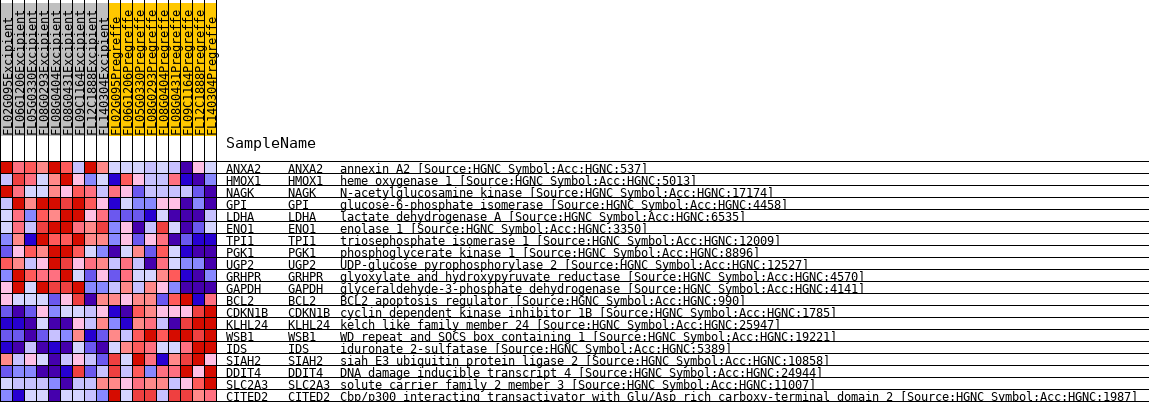 FL02G095Excipient
FL06G1206Excipient
FL05G0330Excipient
FL08G0293Excipient
FL08G0404Excipient
FL08G0431Excipient
FL09C1164Excipient
FL12C1888Excipient
FL140304Excipient
FL02G095Pregreffe
FL06G1206Pregreffe
FL05G0330Pregreffe
FL08G0293Pregreffe
FL08G0404Pregreffe
FL08G0431Pregreffe
FL09C1164Pregreffe
FL12C1888Pregreffe
FL140304Pregreffe
SampleName
ANXA2 ANXA2 annexin A2 [Source:HGNC Symbol;Acc:HGNC:537]
HMOX1 HMOX1 heme oxygenase 1 [Source:HGNC Symbol;Acc:HGNC:5013]
NAGK NAGK N-acetylglucosamine kinase [Source:HGNC Symbol;Acc:HGNC:17174]
GPI GPI glucose-6-phosphate isomerase [Source:HGNC Symbol;Acc:HGNC:4458]
LDHA LDHA lactate dehydrogenase A [Source:HGNC Symbol;Acc:HGNC:6535]
ENO1 ENO1 enolase 1 [Source:HGNC Symbol;Acc:HGNC:3350]
TPI1 TPI1 triosephosphate isomerase 1 [Source:HGNC Symbol;Acc:HGNC:12009]
PGK1 PGK1 phosphoglycerate kinase 1 [Source:HGNC Symbol;Acc:HGNC:8896]
UGP2 UGP2 UDP-glucose pyrophosphorylase 2 [Source:HGNC Symbol;Acc:HGNC:12527]
GRHPR GRHPR glyoxylate and hydroxypyruvate reductase [Source:HGNC Symbol;Acc:HGNC:4570]
GAPDH GAPDH glyceraldehyde-3-phosphate dehydrogenase [Source:HGNC Symbol;Acc:HGNC:4141]
BCL2 BCL2 BCL2 apoptosis regulator [Source:HGNC Symbol;Acc:HGNC:990]
CDKN1B CDKN1B cyclin dependent kinase inhibitor 1B [Source:HGNC Symbol;Acc:HGNC:1785]
KLHL24 KLHL24 kelch like family member 24 [Source:HGNC Symbol;Acc:HGNC:25947]
WSB1 WSB1 WD repeat and SOCS box containing 1 [Source:HGNC Symbol;Acc:HGNC:19221]
IDS IDS iduronate 2-sulfatase [Source:HGNC Symbol;Acc:HGNC:5389]
SIAH2 SIAH2 siah E3 ubiquitin protein ligase 2 [Source:HGNC Symbol;Acc:HGNC:10858]
DDIT4 DDIT4 DNA damage inducible transcript 4 [Source:HGNC Symbol;Acc:HGNC:24944]
SLC2A3 SLC2A3 solute carrier family 2 member 3 [Source:HGNC Symbol;Acc:HGNC:11007]
CITED2 CITED2 Cbp/p300 interacting transactivator with Glu/Asp rich carboxy-terminal domain 2 [Source:HGNC Symbol;Acc:HGNC:1987]